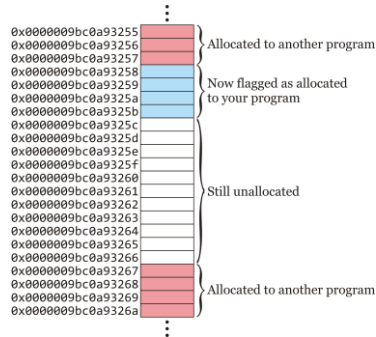 0x0000009bc0a93255
0x0000009bc0a93256
0x0000009bc0a93257
Allocated to another program
0x0000009bc0a93258
0x0000009bc0a93259
0x0000009bc0a9325a
0x0000009bc0a9325b
Now flagged as allocated
to your program
0x0000009bc0a9325c
0x0000009bc0a9325d
0x0000009bc0a9325e
0x0000009bc0a9325f
0x0000009bc0a93260
0x0000009bc0a93261
0x0000009bc0a93262
0x0000009bc0a93263
0x0000009bc0a93264
0x0000009bc0a93265
0x0000009bc0a93266
Still unallocated
0x0000009bc0a93267
0x0000009bc0a93268
0x0000009bc0a93269
0x0000009bc0a9326a
Allocated to another program